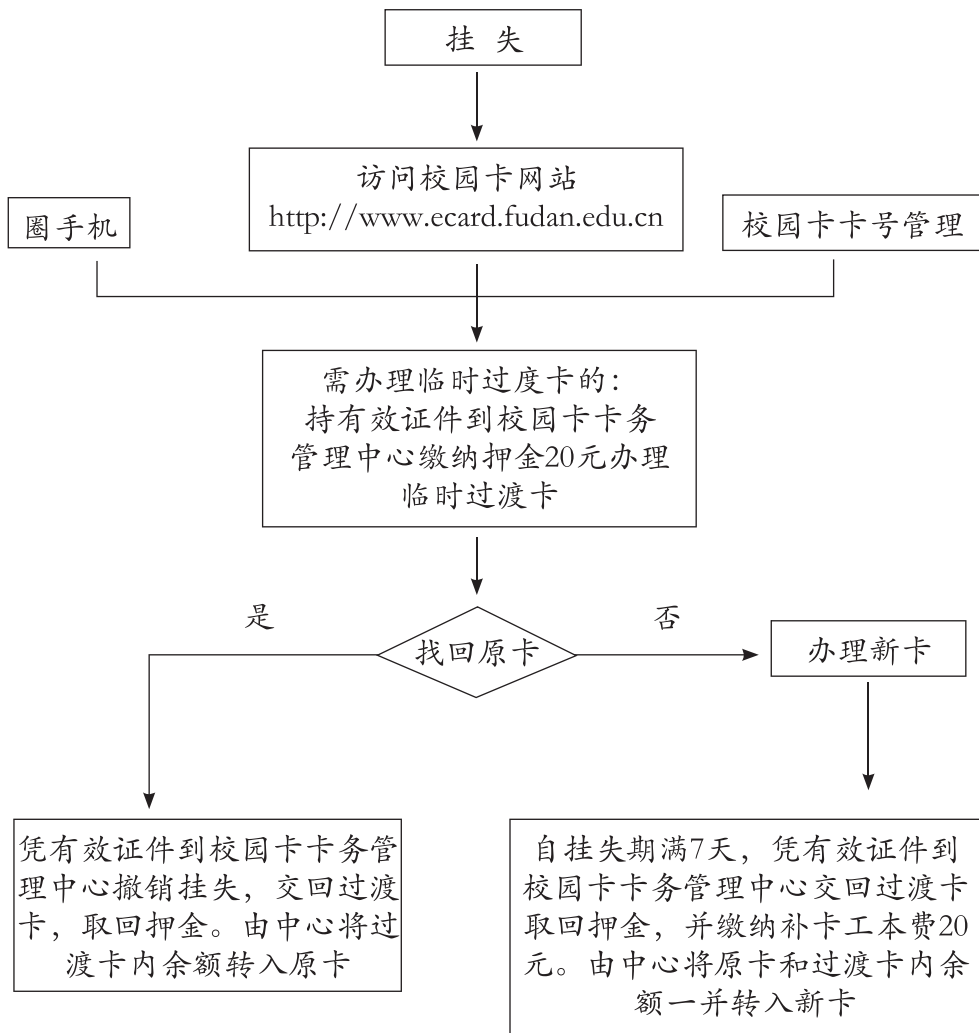 挂 失
访问校园卡网站
http://www.ecard.fudan.edu.cn
圈手机
校园卡卡号管理
需办理临时过度卡的：
持有效证件到校园卡卡务
管理中心缴纳押金20元办理
临时过渡卡
是
否
找回原卡
办理新卡
凭有效证件到校园卡卡务管
理中心撤销挂失，交回过渡
卡，取回押金。由中心将过
渡卡内余额转入原卡
自挂失期满7天，凭有效证件到
校园卡卡务管理中心交回过渡卡
取回押金，并缴纳补卡工本费20
元。由中心将原卡和过渡卡内余
额一并转入新卡